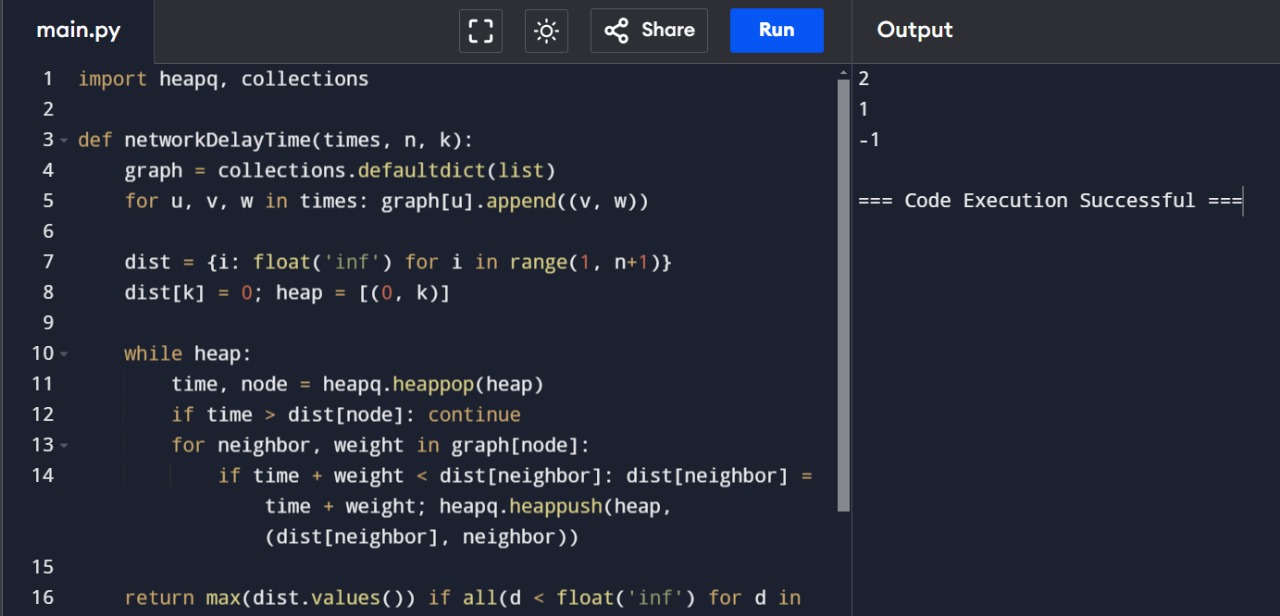 main.py
Share
Run
Output
1 import heapq, collections
2
3 def networkDelayTime(times, n, k):
4     graph = collections.defaultdict(list)
5     for u, v, w in times: graph[u].append((v, w))
6
7     dist = {i: float('inf') for i in range(1, n+1)}
8     dist[k] = 0; heap = [(0, k)]
9
10     while heap:
11         time, node = heapq.heappop(heap)
12         if time > dist[node]: continue
13         for neighbor, weight in graph[node]:
14             if time + weight < dist[neighbor]: dist[neighbor] =
                time + weight; heapq.heappush(heap,
                (dist[neighbor], neighbor))
15
16     return max(dist.values()) if all(d < float('inf') for d in
2
1
-1
=== Code Execution Successful ===